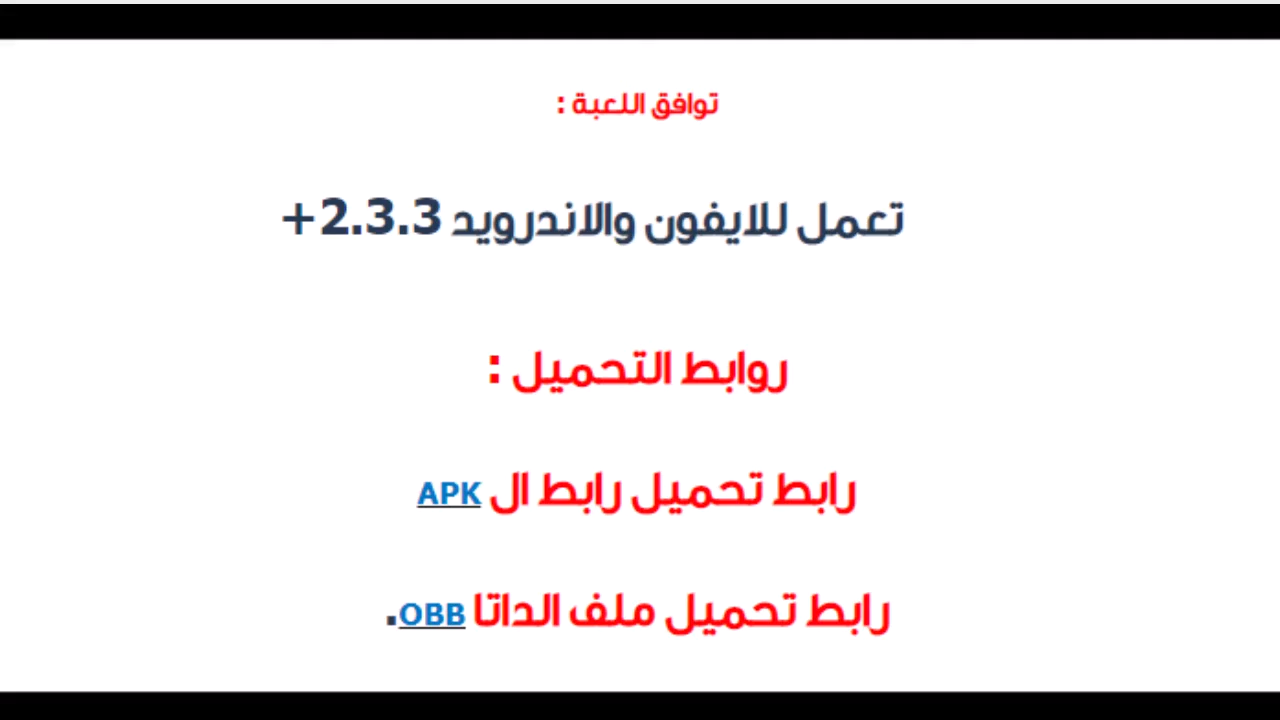 توافق اللعبة :
تعمل للايفون والاندرويد 2.3.3+
روابط التحميل :
رابط تحميل رابط ال APK
رابط تحميل ملف الداتا OBB.